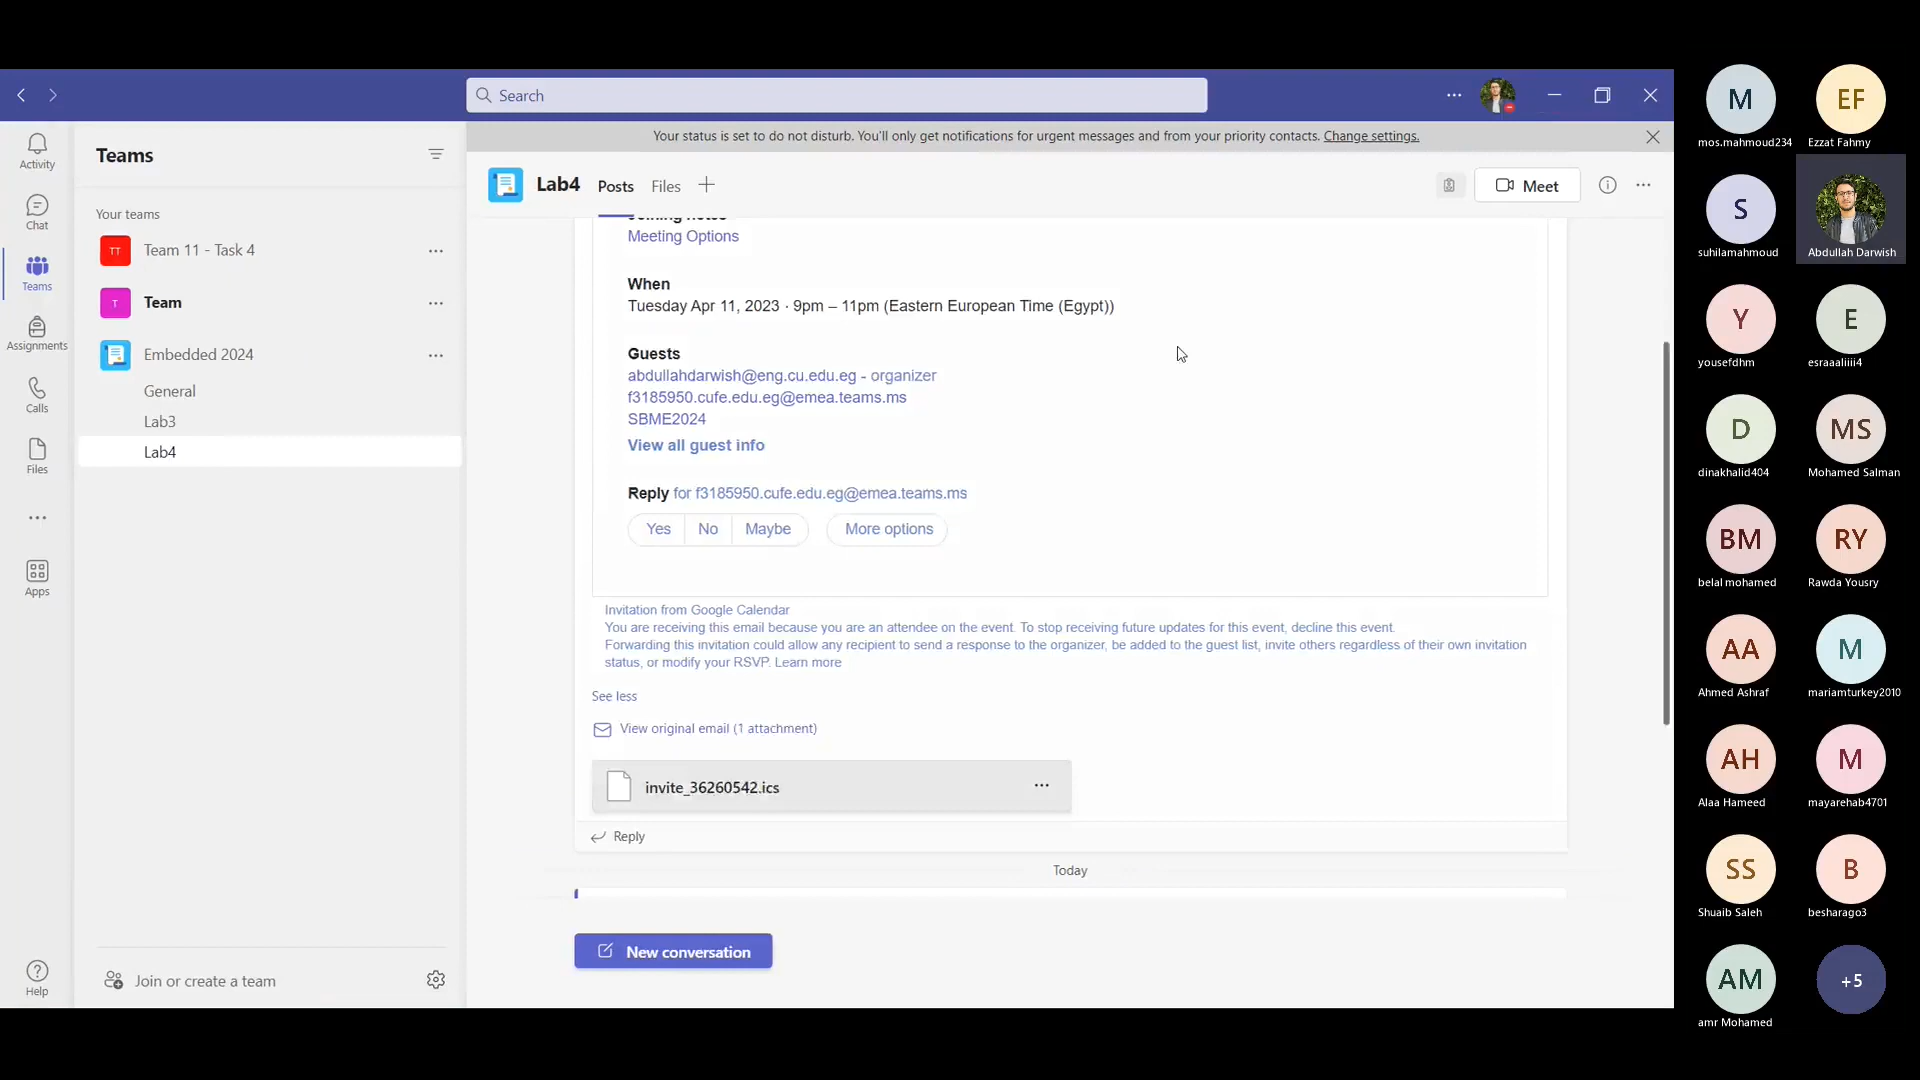 Search
Your status is set to do not disturb. You'll only get notifications for urgent messages and from your priority contacts. Change settings.
Activity
Chat
Teams
Assignments
Calls
Files
Apps
Help
Teams
Your teams
TT Team 11 - Task 4
T Team
Embedded 2024
General
Lab3
Lab4
Join or create a team
Lab4 Posts Files
Meet
Joining notes
Meeting Options
When
Tuesday Apr 11, 2023 · 9pm – 11pm (Eastern European Time (Egypt))
Guests
abdullahdarwish@eng.cu.edu.eg - organizer
f3185950.cufe.edu.eg@emea.teams.ms
SBME2024
View all guest info
Reply for f3185950.cufe.edu.eg@emea.teams.ms
Yes No Maybe More options
Invitation from Google Calendar
You are receiving this email because you are an attendee on the event. To stop receiving future updates for this event, decline this event.
Forwarding this invitation could allow any recipient to send a response to the organizer, be added to the guest list, invite others regardless of their own invitation
status, or modify your RSVP. Learn more
See less
View original email (1 attachment)
invite_36260542.ics
Reply
Today
New conversation
M EF
mos.mahmoud234 Ezzat Fahmy
S
suhilamahmoud Abdullah Darwish
Y E
yousefdhm esraaaliiii4
D MS
dinakhalid404 Mohamed Salman
BM RY
belal mohamed Rawda Yousry
AA M
Ahmed Ashraf mariamturkey2010
AH M
Alaa Hameed mayarehab4701
SS B
Shuaib Saleh besharago3
AM +5
amr Mohamed